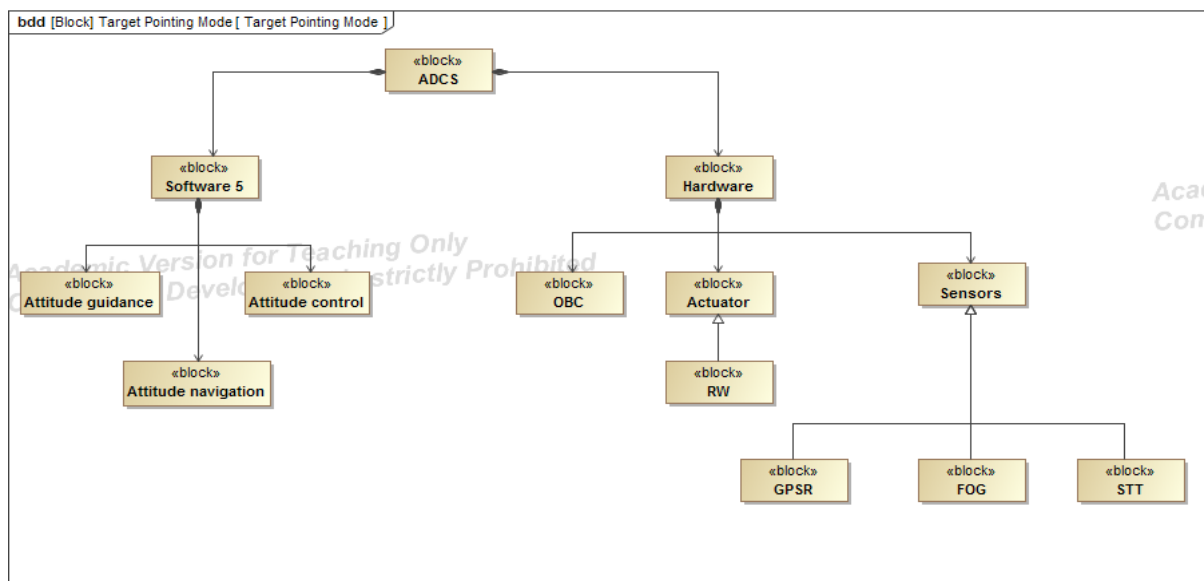 bdd [Block] Target Pointing Mode [ Target Pointing Mode ]
«block»
ADCS
«block»
Software 5
«block»
Hardware
Academic Version for Teaching Only
strictly Prohibited
«block»
Attitude guidance
«block»
Attitude control
«block»
OBC
«block»
Actuator
«block»
Sensors
«block»
Attitude navigation
«block»
RW
«block»
GPSR
«block»
FOG
«block»
STT